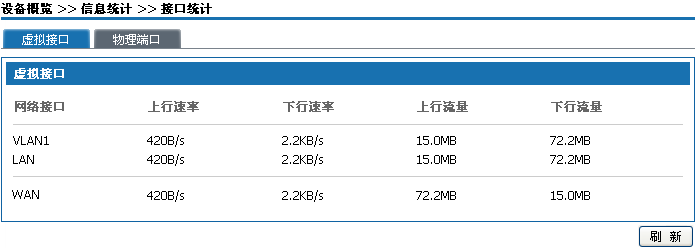 设备概览 >> 信息统计 >> 接口统计
虚拟接口 物理端口
虚拟接口
网络接口 上行速率 下行速率 上行流量 下行流量
VLAN1 420B/s 2.2KB/s 15.0MB 72.2MB
LAN 420B/s 2.2KB/s 15.0MB 72.2MB
WAN 420B/s 2.2KB/s 72.2MB 15.0MB
刷 新